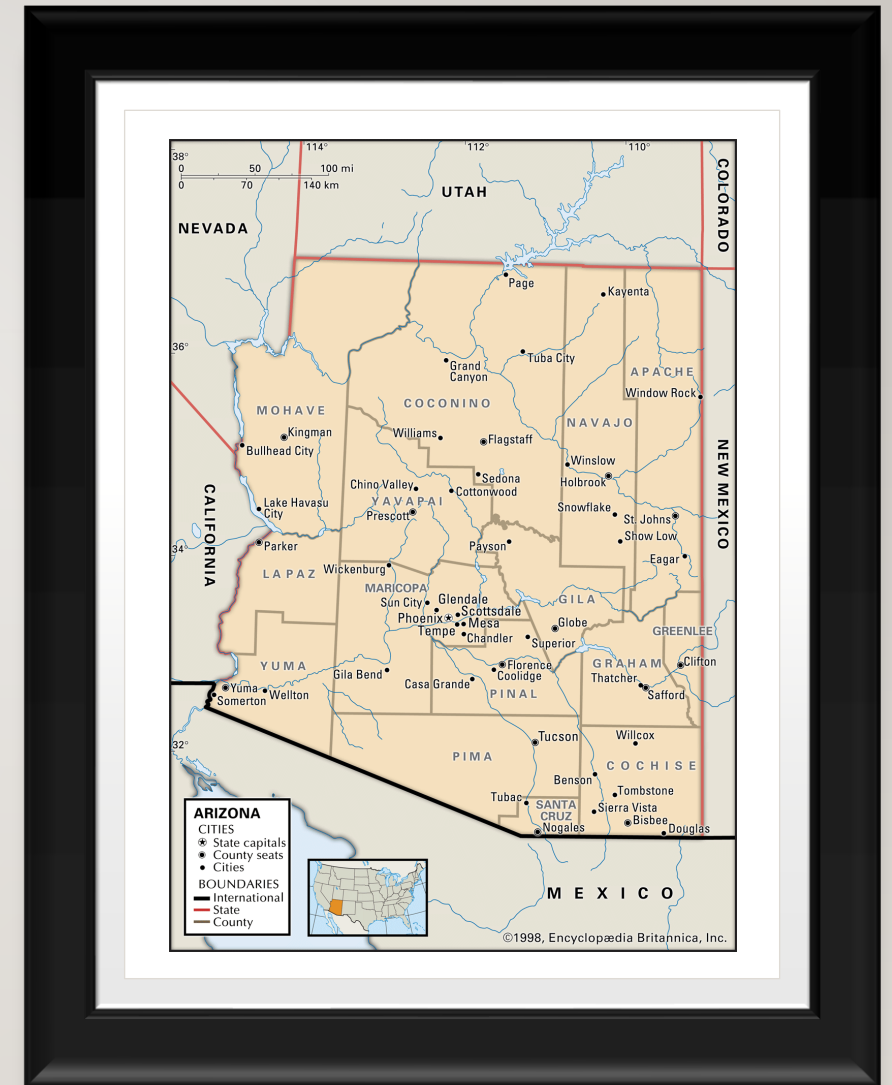 114°
112°
110°
38°
0 50 100 mi
0 70 140 km
UTAH
COLORADO
NEVADA
Page
Kayenta
36°
Grand
Canyon
Tuba City
APACHE
Window Rock
MOHAVE
COCONINO
NAVAJO
Kingman
Williams
Flagstaff
Bullhead City
NEW MEXICO
Winslow
Holbrook
Sedona
Chino Valley
Cottonwood
YAVAPAI
CALIFORNIA
Lake Havasu
City
Prescott
Snowflake
St. Johns
Show Low
34°
Parker
Payson
Eagar
Wickenburg
LA PAZ
MARICOPA
Sun City
Glendale
GILA
Scottsdale
Phoenix
Mesa
Globe
Tempe
Chandler
Superior
GREENLEE
YUMA
Florence
GRAHAM
Clifton
Gila Bend
Coolidge
Thatcher
Casa Grande
PINAL
Safford
Yuma
Wellton
Somerton
32°
Tucson
Willcox
PIMA
COCHISE
Benson
Tombstone
Tubac
SANTA
CRUZ
Sierra Vista
Bisbee
Nogales
Douglas
ARIZONA
CITIES
State capitals
County seats
Cities
BOUNDARIES
International
State
County
MEXICO
©1998, Encyclopædia Britannica, Inc.